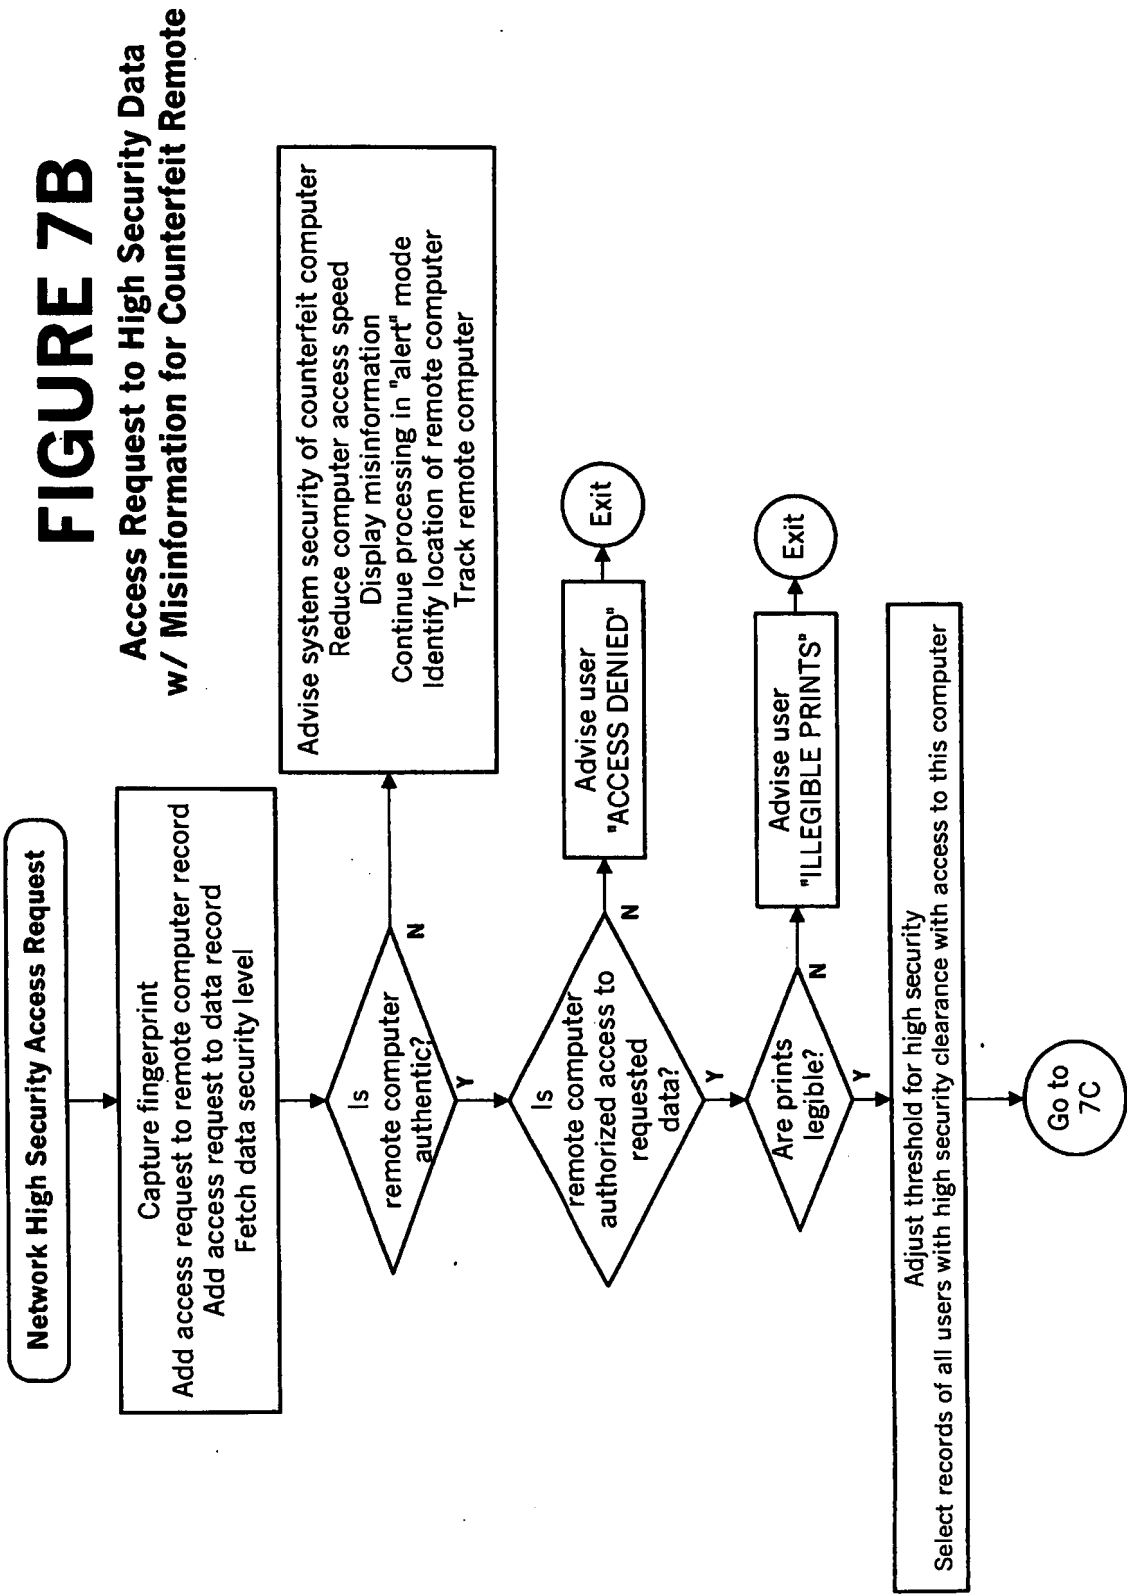 FIGURE 7B
Access Request to High Security Data
w/ Misinformation for Counterfeit Remote
Network High Security Access Request
Capture fingerprint
Add access request to remote computer record
Add access request to data record
Fetch data security level
Is
remote computer
authentic?
N
Advise system security of counterfeit computer
Reduce computer access speed
Display misinformation
Continue processing in "alert" mode
Identify location of remote computer
Track remote computer
Y
Is
remote computer
authorized access to
requested
data?
N
Advise user
"ACCESS DENIED"
Exit
Y
Are prints
legible?
N
Advise user
"ILLEGIBLE PRINTS"
Exit
Y
Adjust threshold for high security
Select records of all users with high security clearance with access to this computer
Go to
7C